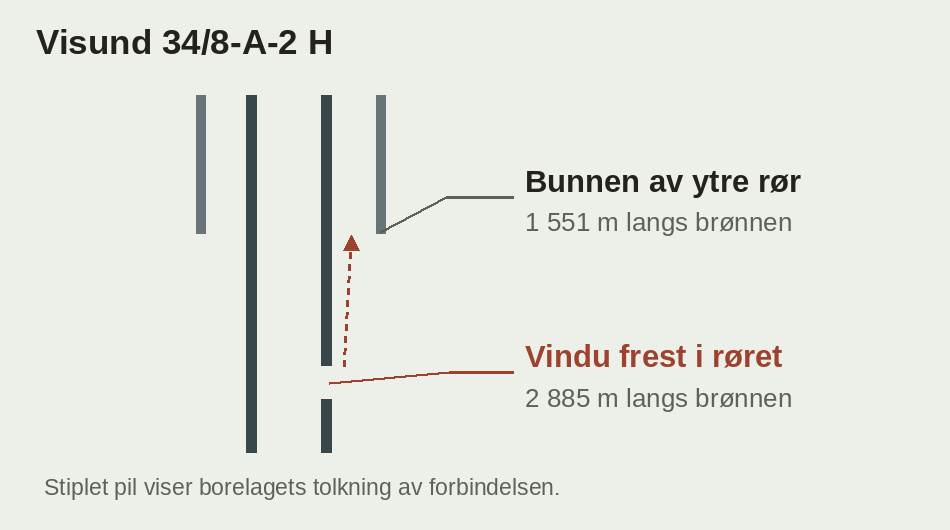 Visund 34/8-A-2 H
Bunnen av ytre rør
1 551 m langs brønnen
Vindu frest i røret
2 885 m langs brønnen
Stiplet pil viser borelagets tolkning av forbindelsen.